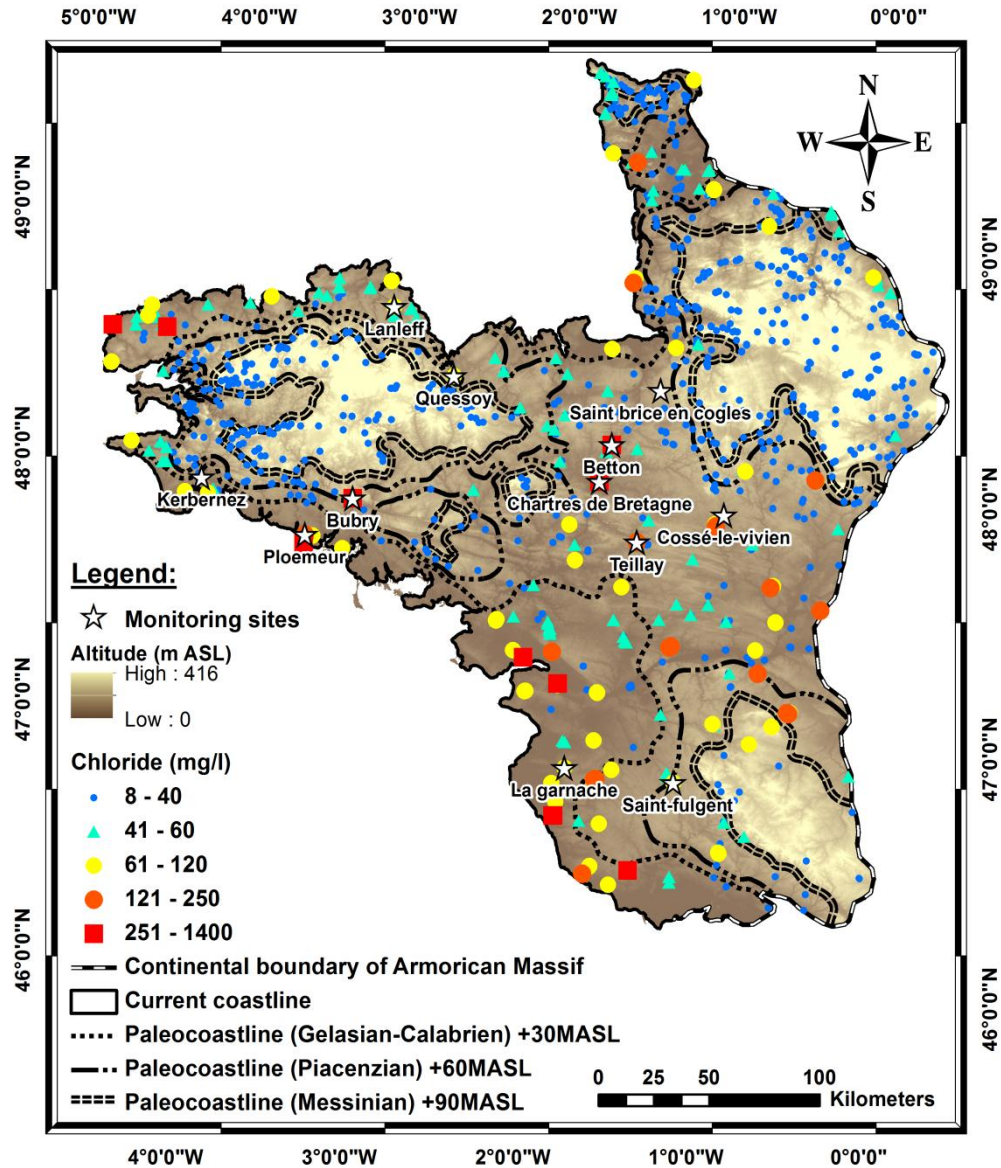 5°0'0"W 4°0'0"W 3°0'0"W 2°0'0"W 1°0'0"W 0°0'0"
N
W E
S
49°0'0"N
49°0'0"N
48°0'0"N
48°0'0"N
47°0'0"N
47°0'0"N
46°0'0"N
46°0'0"N
Lanleff
Quessoy
Saint brice en cogles
Betton
Kerbernez
Chartres de Bretagne
Bubry
Cossé-le-vivien
Ploemeur
Teillay
La garnache
Saint-fulgent
Legend:
Monitoring sites
Altitude (m ASL)
High : 416
Low : 0
Chloride (mg/l)
8 - 40
41 - 60
61 - 120
121 - 250
251 - 1400
Continental boundary of Armorican Massif
Current coastline
Paleocoastline (Gelasian-Calabrien) +30MASL
Paleocoastline (Piacenzian) +60MASL
Paleocoastline (Messinian) +90MASL
0 25 50 100
Kilometers
4°0'0"W 3°0'0"W 2°0'0"W 1°0'0"W 0°0'0"